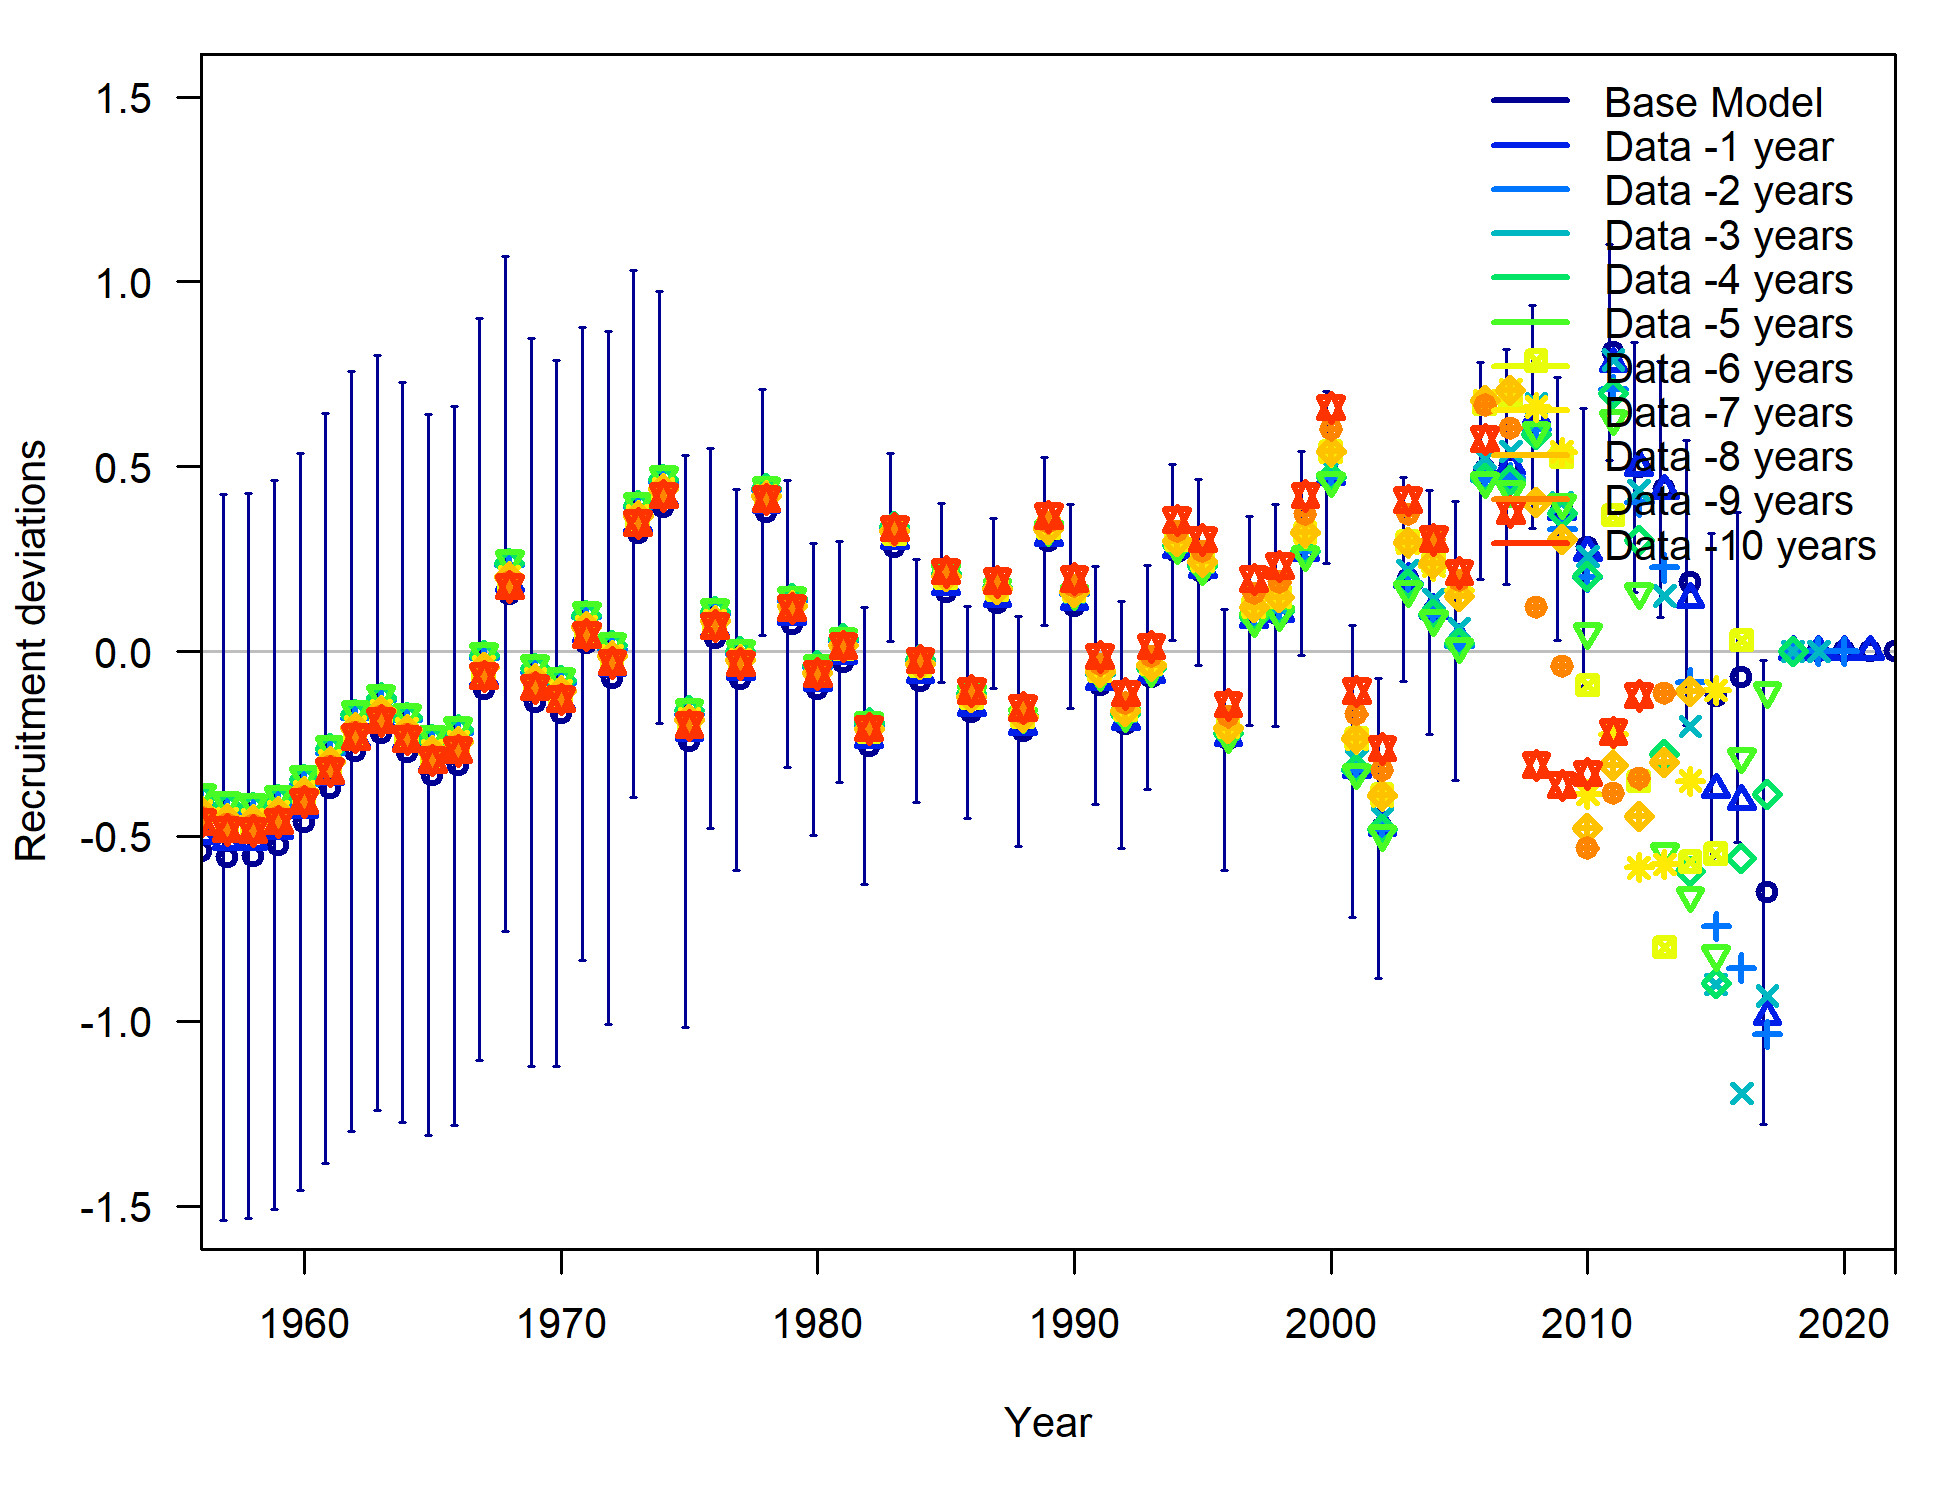 1.5
1.0
0.5
0.0
-0.5
-1.0
-1.5
Recruitment deviations
Base Model
Data -1 year
Data -2 years
Data -3 years
Data -4 years
Data -5 years
Data -6 years
Data -7 years
Data -8 years
Data -9 years
Data -10 years
1960 1970 1980 1990 2000 2010 2020
Year